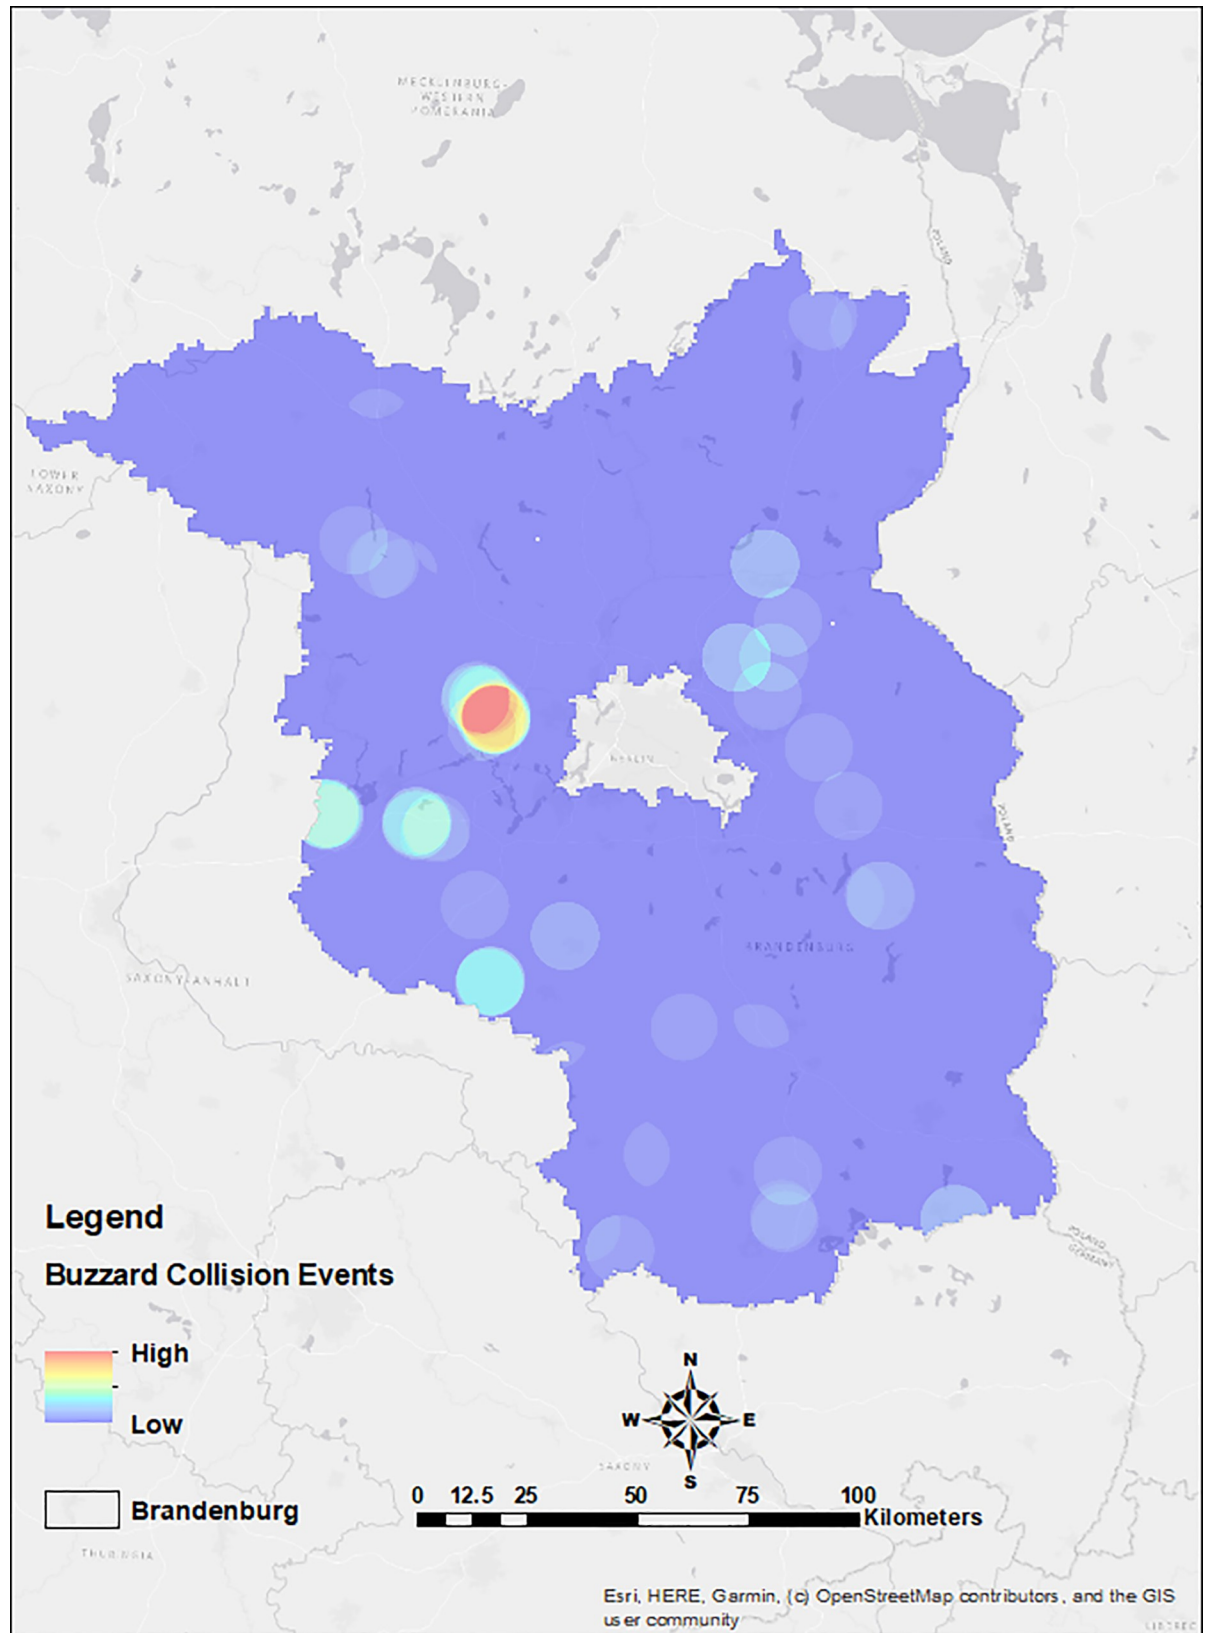 MECKLENBURG-
WESTERN
POMERANIA
POLAND
LOWER
SAXONY
BERLIN
POLAND
BRANDENBURG
SAXONY-ANHALT
Legend
Buzzard Collision Events
High
Low
Brandenburg
POLAND
GERMANY
N
W
E
S
SAXONY
0 12.5 25 50 75 100
Kilometers
THURINGIA
Esri, HERE, Garmin, (c) OpenStreetMap contributors, and the GIS
user community
LIBEREC